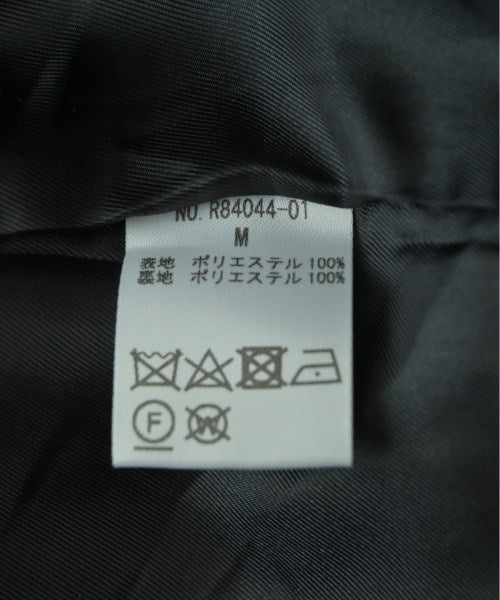 NO. R84044-01
M
表地 ポリエステル 100%
裏地 ポリエステル 100%
F
W